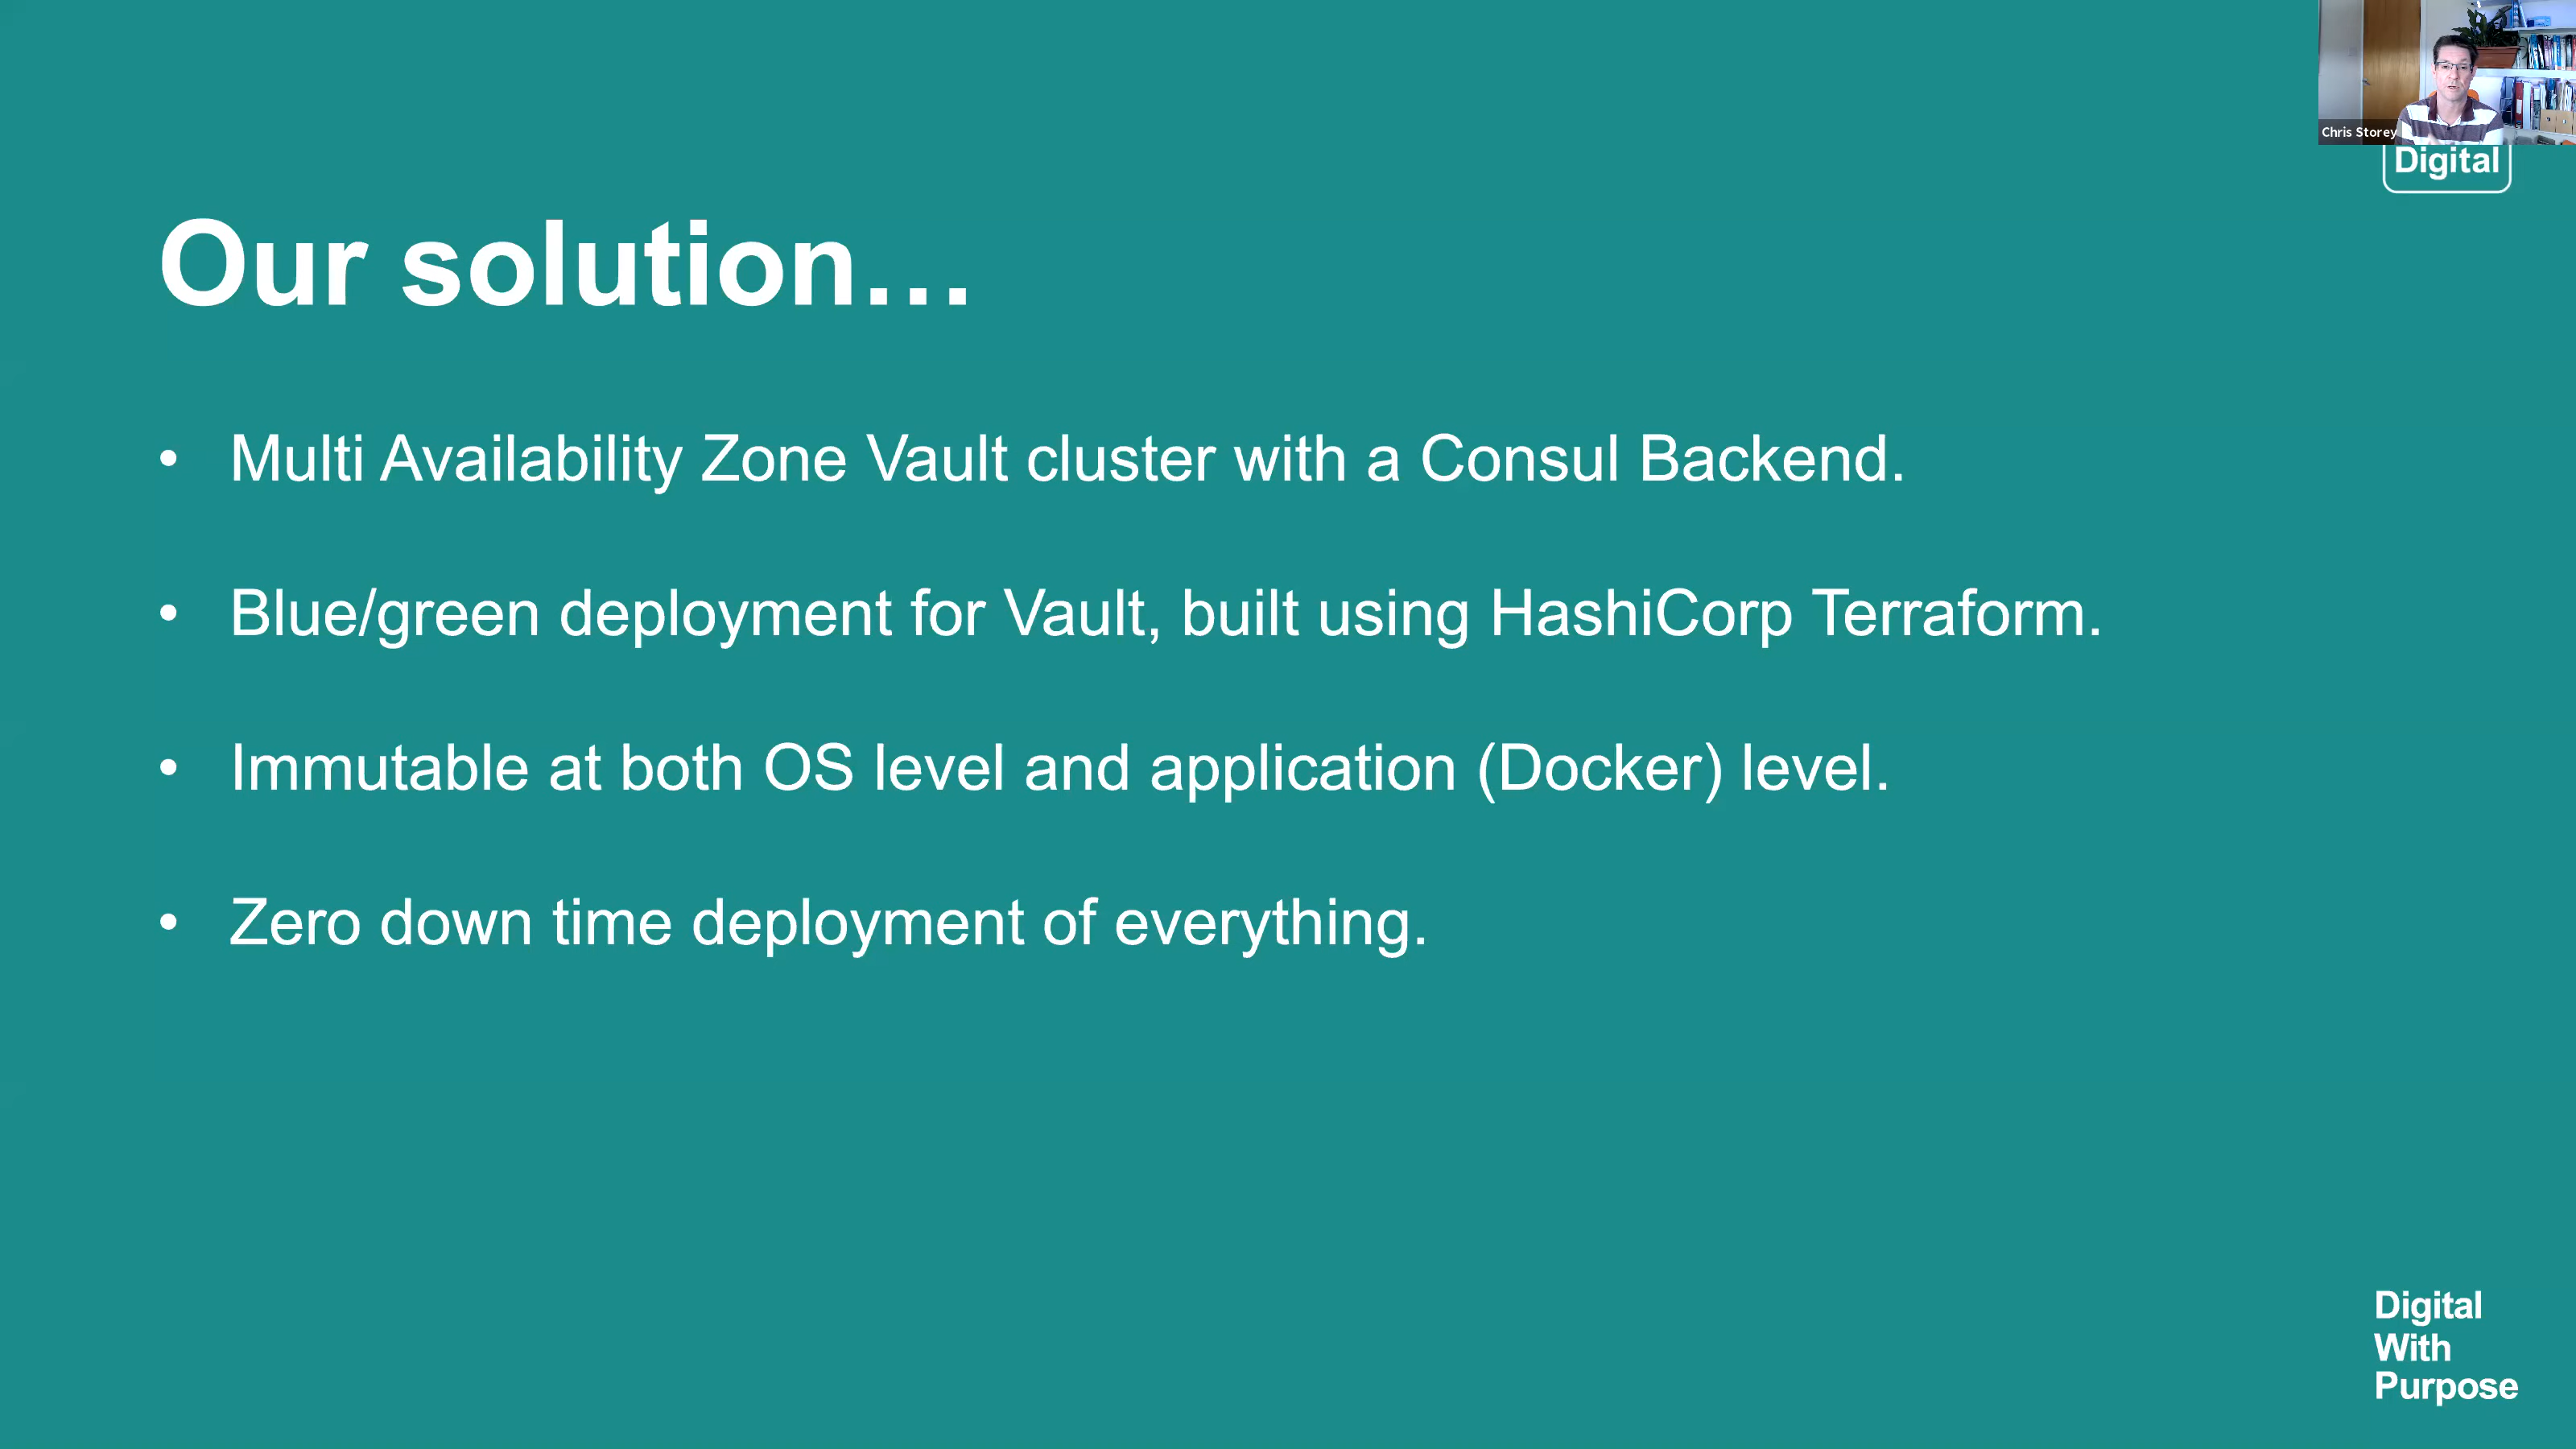 Chris Storey
Digital
Our solution…
• Multi Availability Zone Vault cluster with a Consul Backend.
• Blue/green deployment for Vault, built using HashiCorp Terraform.
• Immutable at both OS level and application (Docker) level.
• Zero down time deployment of everything.
Digital
With
Purpose